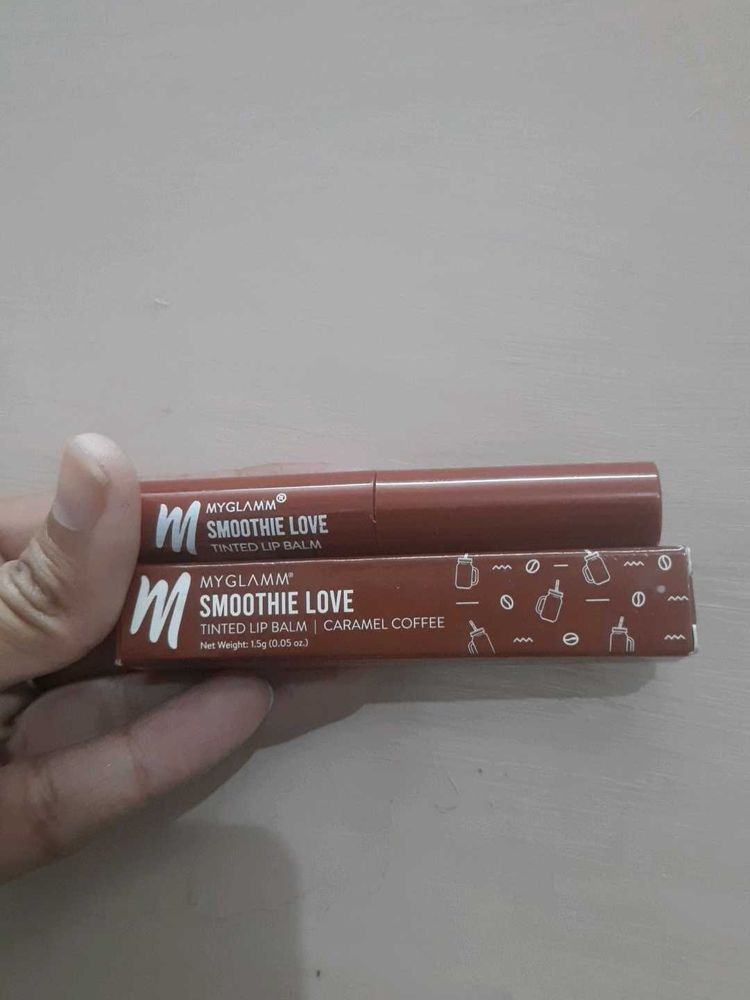 M MYGLAMM®
SMOOTHIE LOVE
TINTED LIP BALM
M MYGLAMM®
SMOOTHIE LOVE
TINTED LIP BALM | CARAMEL COFFEE
Net Weight: 1.5g (0.05 oz.)